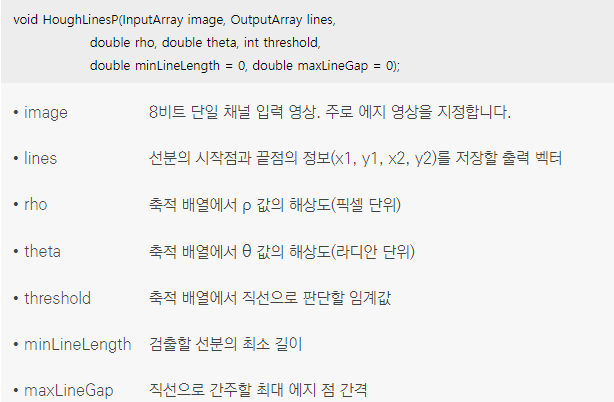 void HoughLinesP(InputArray image, OutputArray lines,
double rho, double theta, int threshold,
double minLineLength = 0, double maxLineGap = 0);
• image 8비트 단일 채널 입력 영상. 주로 에지 영상을 지정합니다.
• lines 선분의 시작점과 끝점의 정보(x1, y1, x2, y2)를 저장할 출력 벡터
• rho 축적 배열에서 ρ 값의 해상도(픽셀 단위)
• theta 축적 배열에서 θ 값의 해상도(라디안 단위)
• threshold 축적 배열에서 직선으로 판단할 임계값
• minLineLength 검출할 선분의 최소 길이
• maxLineGap 직선으로 간주할 최대 에지 점 간격